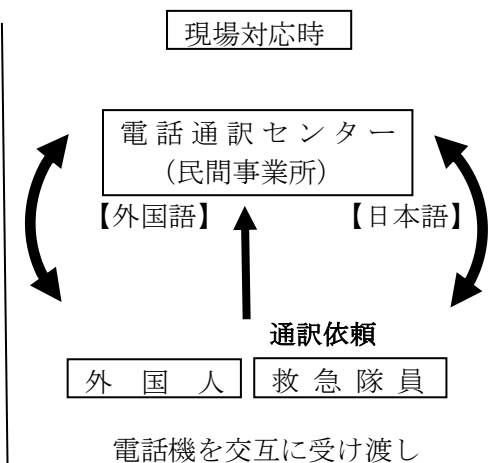 現場対応時
電話通訳センター
（民間事業所）
【外国語】 【日本語】
通訳依頼
外国人 救急隊員
電話機を交互に受け渡し